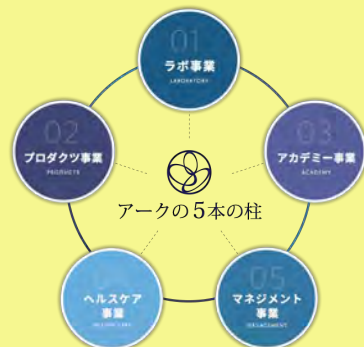 01
ラボ事業
LABORATORY
02
プロダクツ事業
PRODUCTS
03
アカデミー事業
ACADEMY
アークの5本の柱
ヘルスケア
事業
05
マネジメント
事業
MANAGEMENT